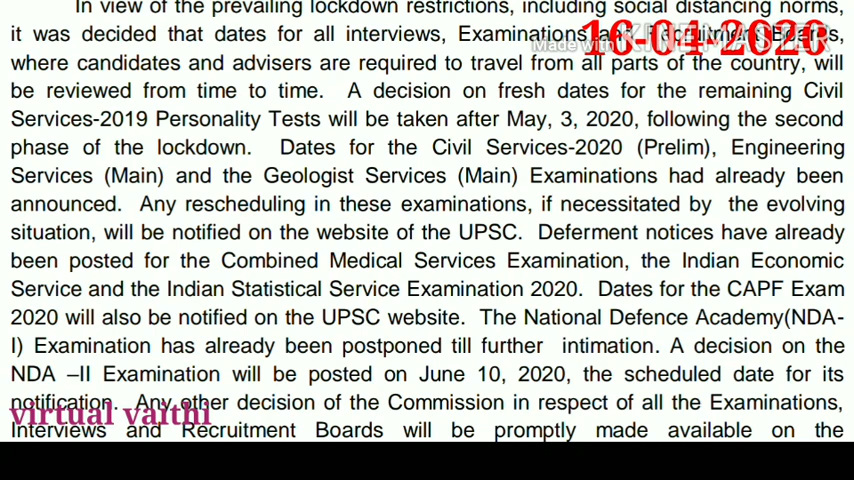 In view of the prevailing lockdown restrictions, including social distancing norms,
it was decided that dates for all interviews, Examinations and Recruitment Boards,
16-04-2020
Made with KINEMASTER
where candidates and advisers are required to travel from all parts of the country, will
be reviewed from time to time. A decision on fresh dates for the remaining Civil
Services-2019 Personality Tests will be taken after May, 3, 2020, following the second
phase of the lockdown. Dates for the Civil Services-2020 (Prelim), Engineering
Services (Main) and the Geologist Services (Main) Examinations had already been
announced. Any rescheduling in these examinations, if necessitated by the evolving
situation, will be notified on the website of the UPSC. Deferment notices have already
been posted for the Combined Medical Services Examination, the Indian Economic
Service and the Indian Statistical Service Examination 2020. Dates for the CAPF Exam
2020 will also be notified on the UPSC website. The National Defence Academy(NDA-
I) Examination has already been postponed till further intimation. A decision on the
NDA –II Examination will be posted on June 10, 2020, the scheduled date for its
notification. Any other decision of the Commission in respect of all the Examinations,
virtual vaithi
Interviews and Recruitment Boards will be promptly made available on the